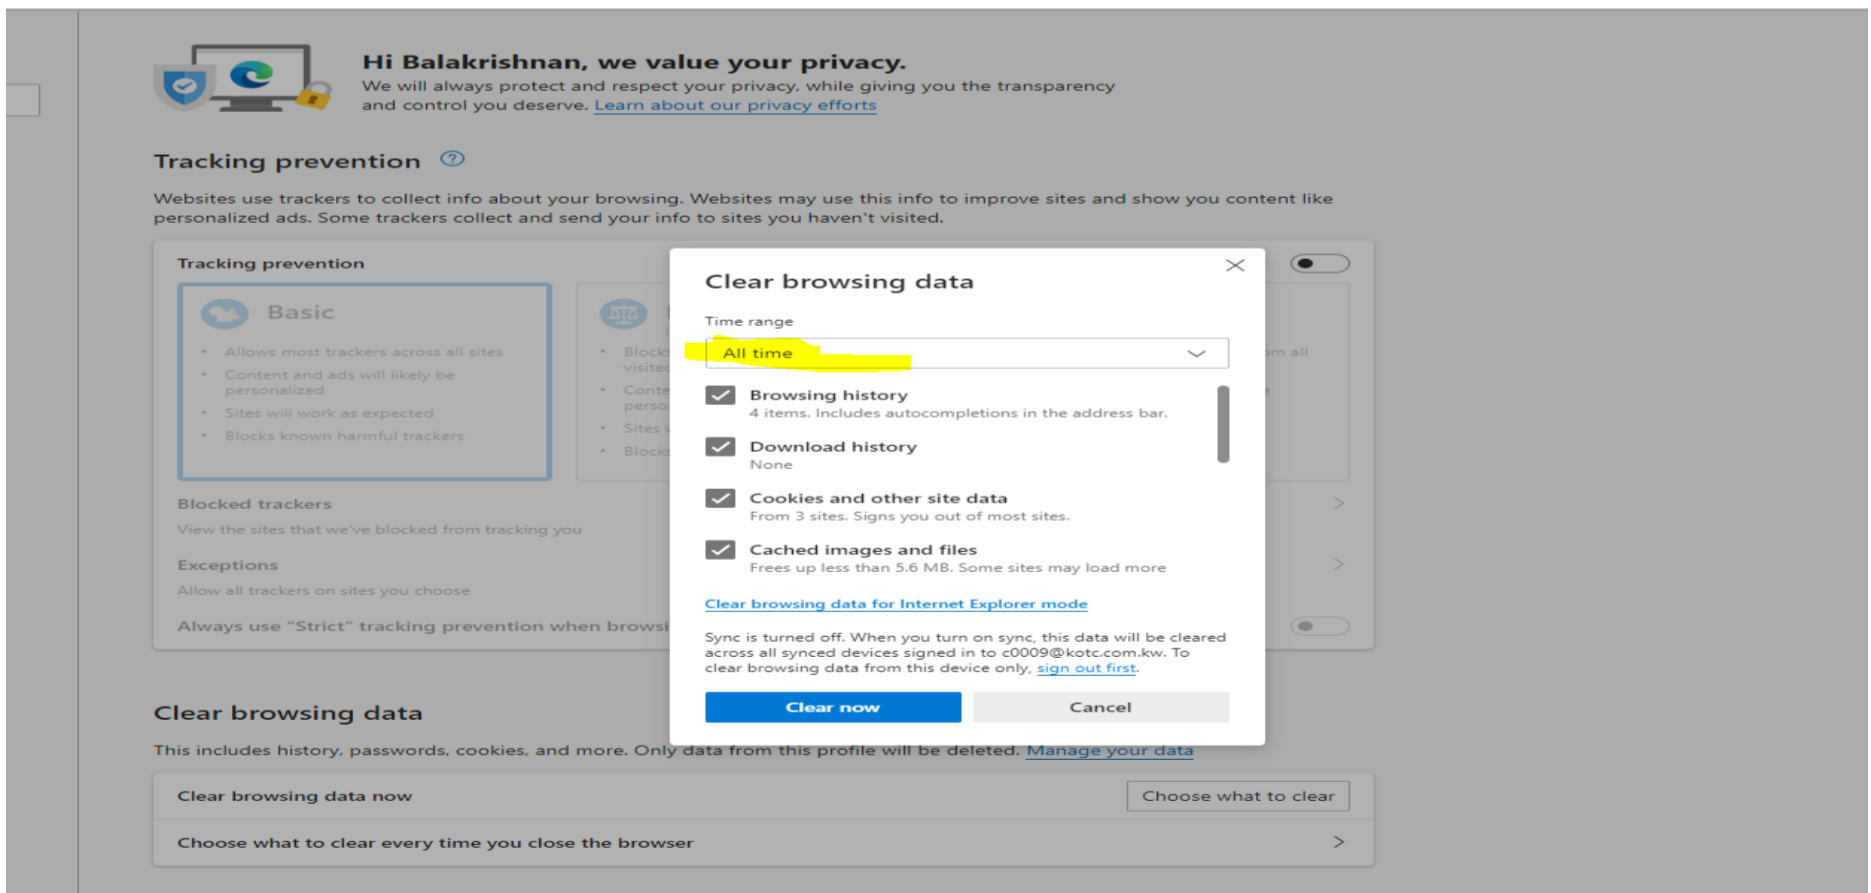 Hi Balakrishnan, we value your privacy.
We will always protect and respect your privacy, while giving you the transparency
and control you deserve. Learn about our privacy efforts
Tracking prevention ?
Websites use trackers to collect info about your browsing. Websites may use this info to improve sites and show you content like
personalized ads. Some trackers collect and send your info to sites you haven't visited.
Tracking prevention
Basic
• Allows most trackers across all sites
• Content and ads will likely be
personalized
• Sites will work as expected
• Blocks known harmful trackers
• Block
visite
• Conte
perso
• Sites
• Block
om all
Blocked trackers
View the sites that we've blocked from tracking you
Exceptions
Allow all trackers on sites you choose
Always use "Strict" tracking prevention when browsi
Clear browsing data
Time range
All time
Browsing history
4 items. Includes autocompletions in the address bar.
Download history
None
Cookies and other site data
From 3 sites. Signs you out of most sites.
Cached images and files
Frees up less than 5.6 MB. Some sites may load more
Clear browsing data for Internet Explorer mode
Sync is turned off. When you turn on sync, this data will be cleared
across all synced devices signed in to c0009@kotc.com.kw. To
clear browsing data from this device only, sign out first.
Clear now
Cancel
Clear browsing data
This includes history, passwords, cookies, and more. Only data from this profile will be deleted. Manage your data
Clear browsing data now
Choose what to clear
Choose what to clear every time you close the browser